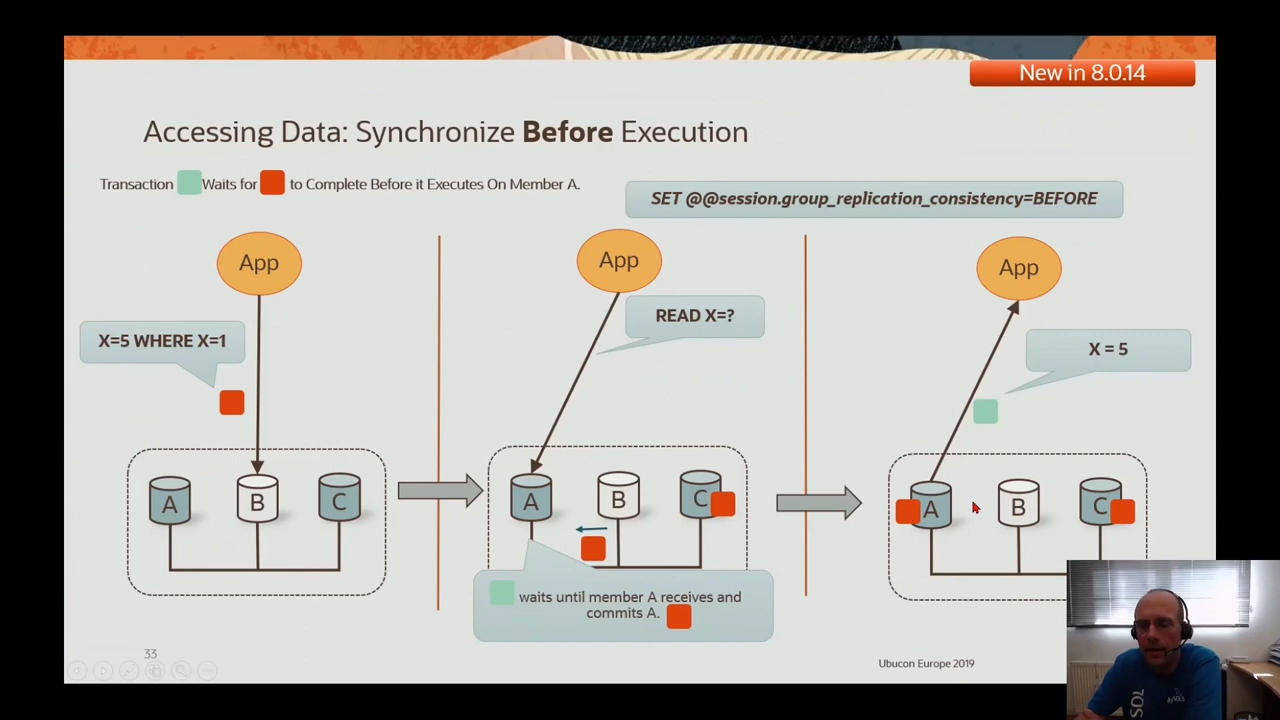 New in 8.0.14
Accessing Data: Synchronize Before Execution
Transaction Waits for to Complete Before it Executes On Member A.
SET @@session.group_replication_consistency=BEFORE
App
App
App
X=5 WHERE X=1
READ X=?
X = 5
A B C
A B C
A B C
waits until member A receives and
commits A.
33
Ubucon Europe 2019
SQL
MySQL